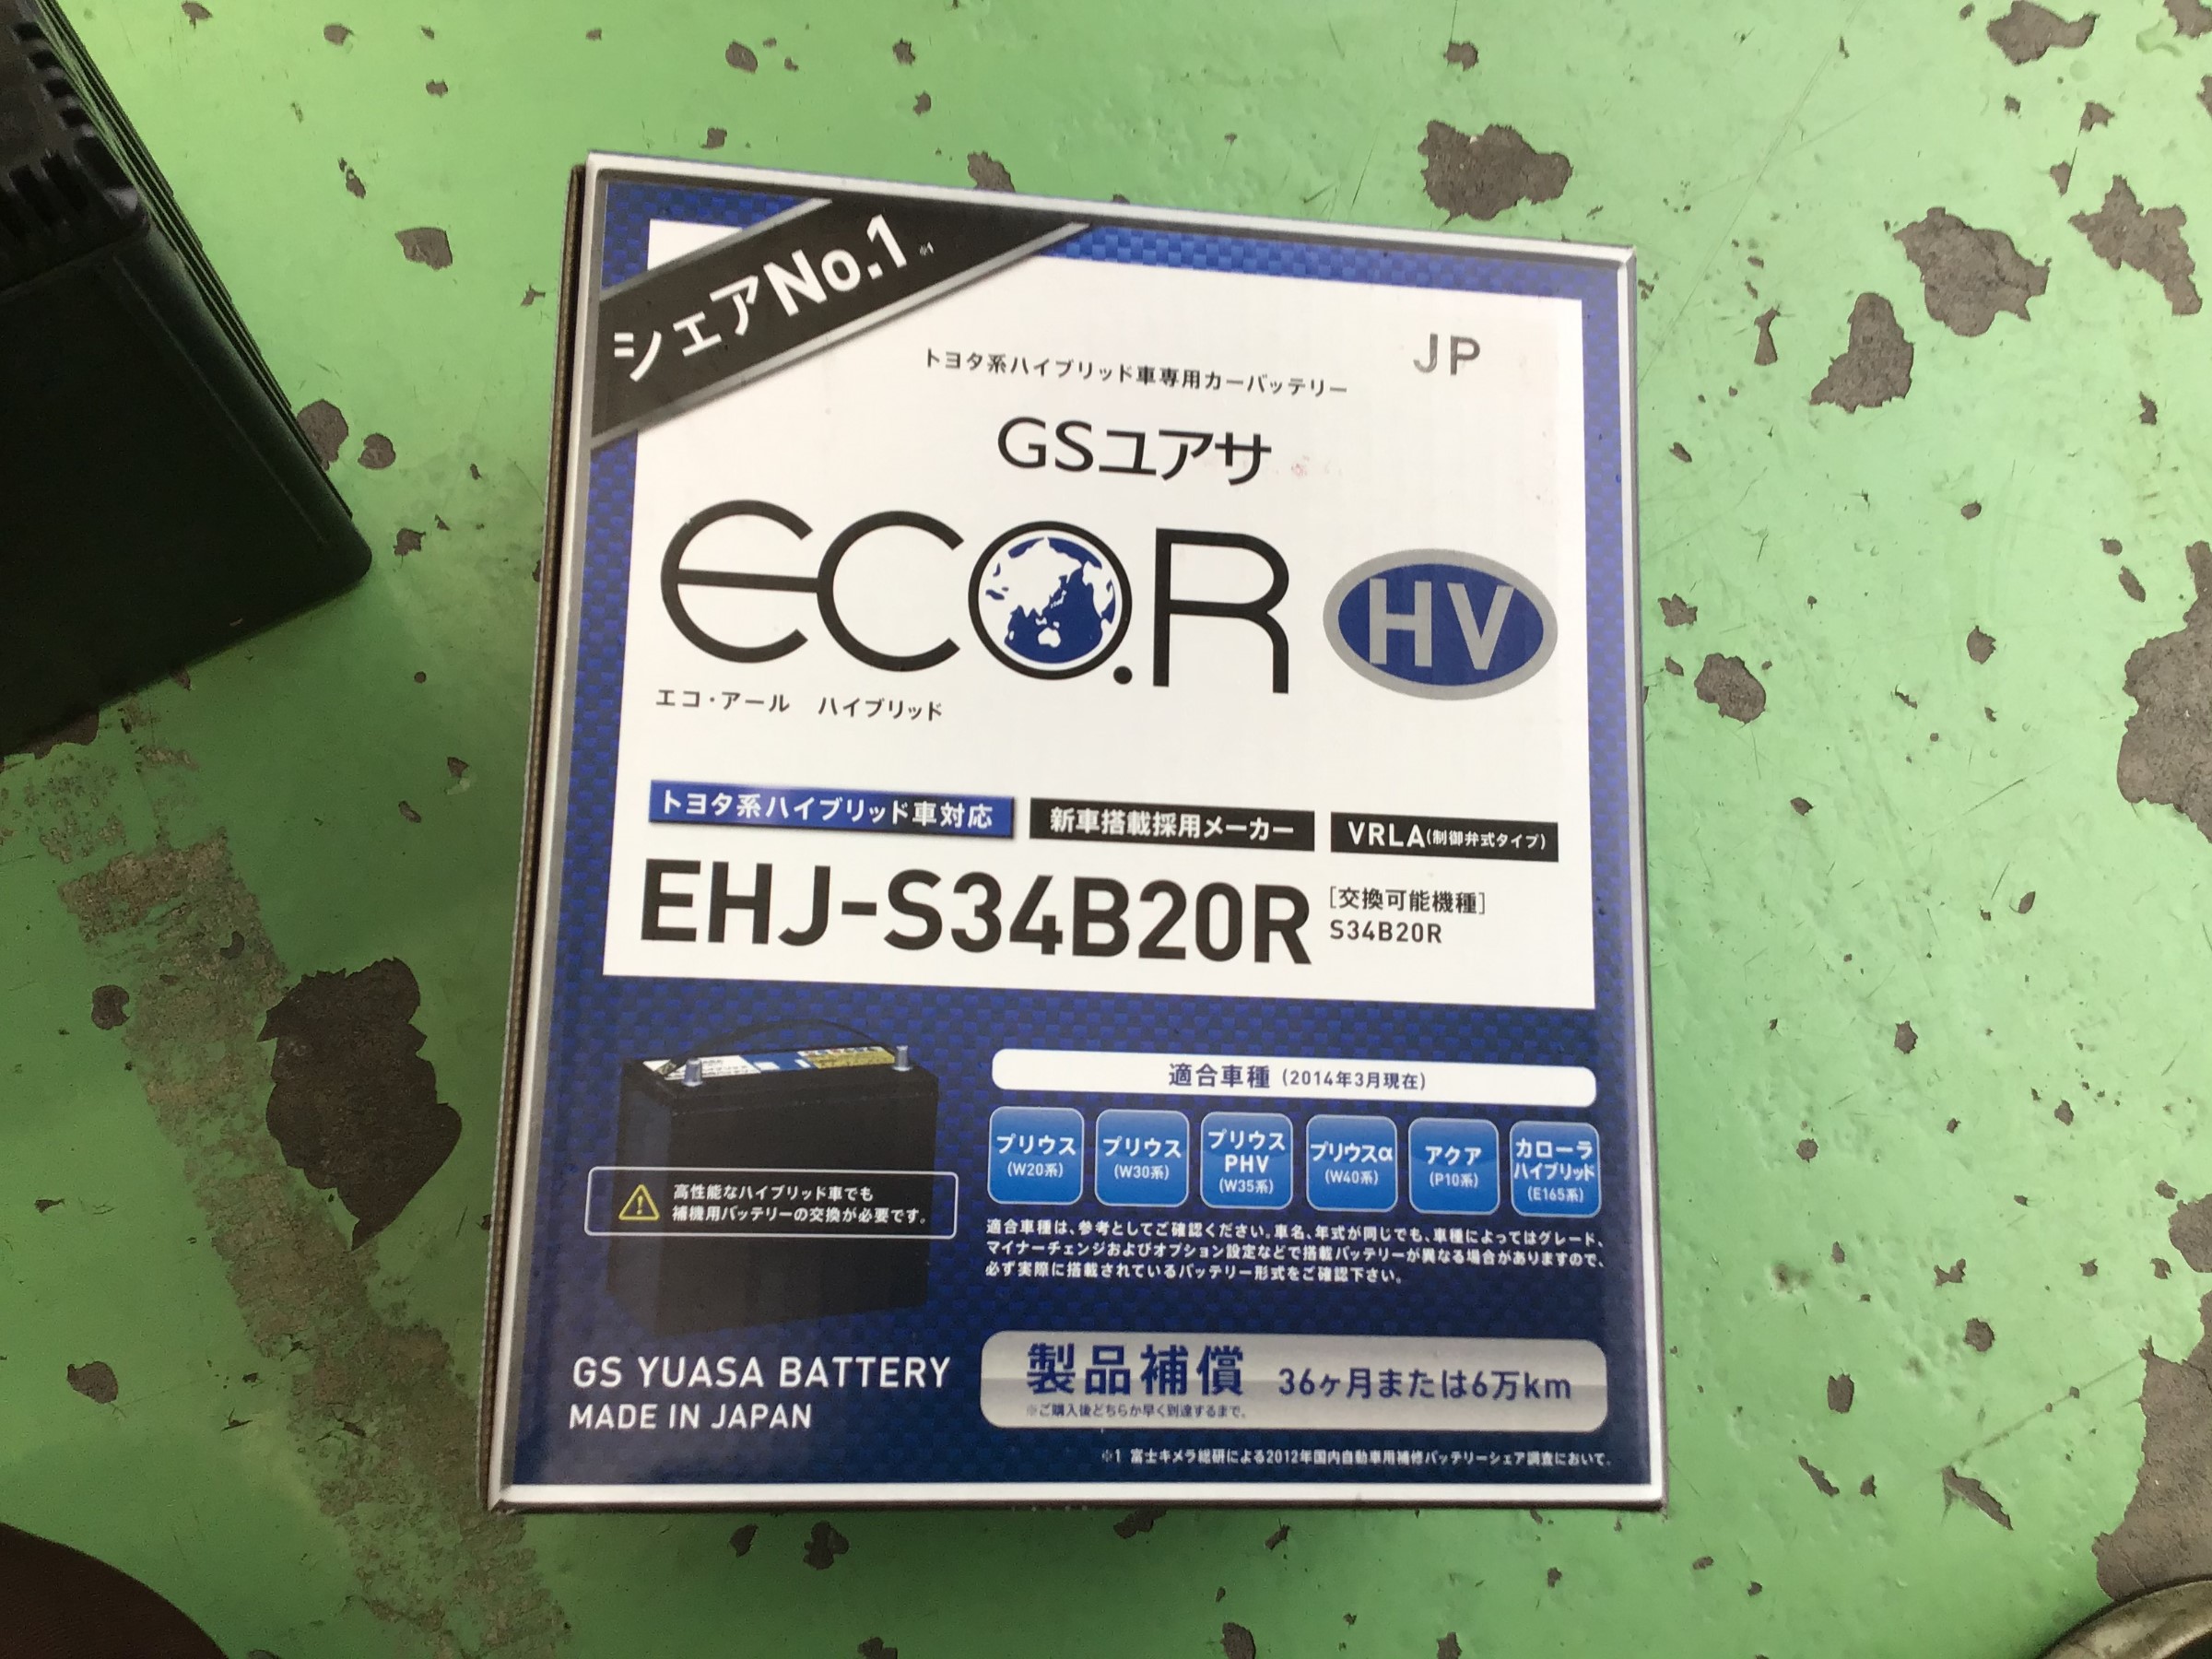 シェアNo.1 ※1
JP
トヨタ系ハイブリッド車専用カーバッテリー
GSユアサ
ECO.R HV
エコ・アール ハイブリッド
トヨタ系ハイブリッド車対応 新車搭載採用メーカー VRLA(制御弁式タイプ)
EHJ-S34B20R
[交換可能機種]
S34B20R
適合車種 (2014年3月現在)
プリウス
(W20系)
プリウス
(W30系)
プリウス
PHV
(W35系)
プリウスα
(W40系)
アクア
(P10系)
カローラ
ハイブリッド
(E165系)
高性能なハイブリッド車でも
補機用バッテリーの交換が必要です。
適合車種は、参考としてご確認ください。車名、年式が同じでも、車種によってはグレード、
マイナーチェンジおよびオプション設定などで搭載バッテリーが異なる場合がありますので、
必ず実際に搭載されているバッテリー形式をご確認下さい。
GS YUASA BATTERY
MADE IN JAPAN
製品補償 36ヶ月または6万km
※ご購入後どちらか早く到達するまで。
※1 富士キメラ総研による2012年国内自動車用補修バッテリーシェア調査において。